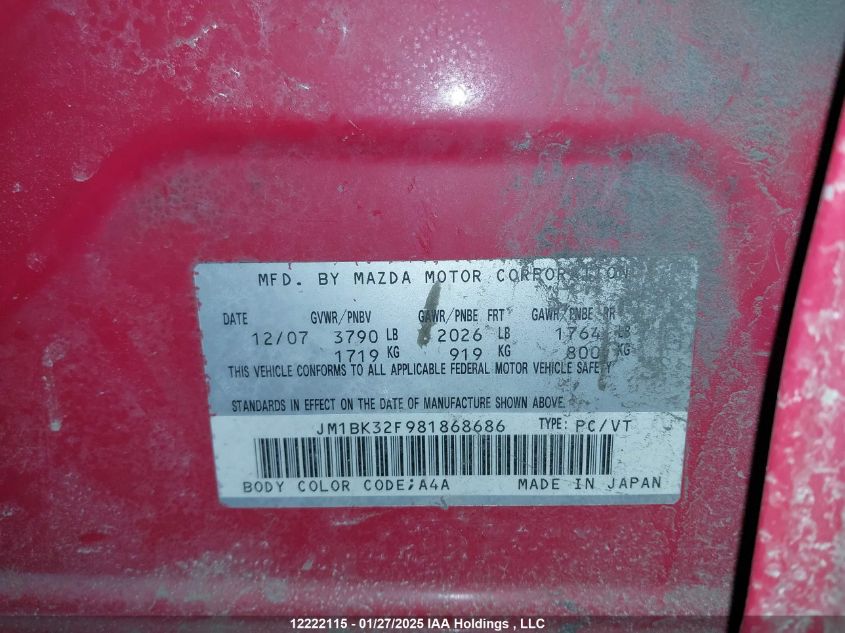 MFD. BY MAZDA MOTOR CORPORATION
DATE GVWR/PNBV GAWR/PNBE FRT GAWR/PNBE RR
12/07 3790 LB 2026 LB 1764 LB
1719 KG 919 KG 800 KG
THIS VEHICLE CONFORMS TO ALL APPLICABLE FEDERAL MOTOR VEHICLE SAFETY
STANDARDS IN EFFECT ON THE DATE OF MANUFACTURE SHOWN ABOVE.
JM1BK32F981868686 TYPE: PC/VT
BODY COLOR CODE;A4A MADE IN JAPAN
12222115 - 01/27/2025 IAA Holdings , LLC